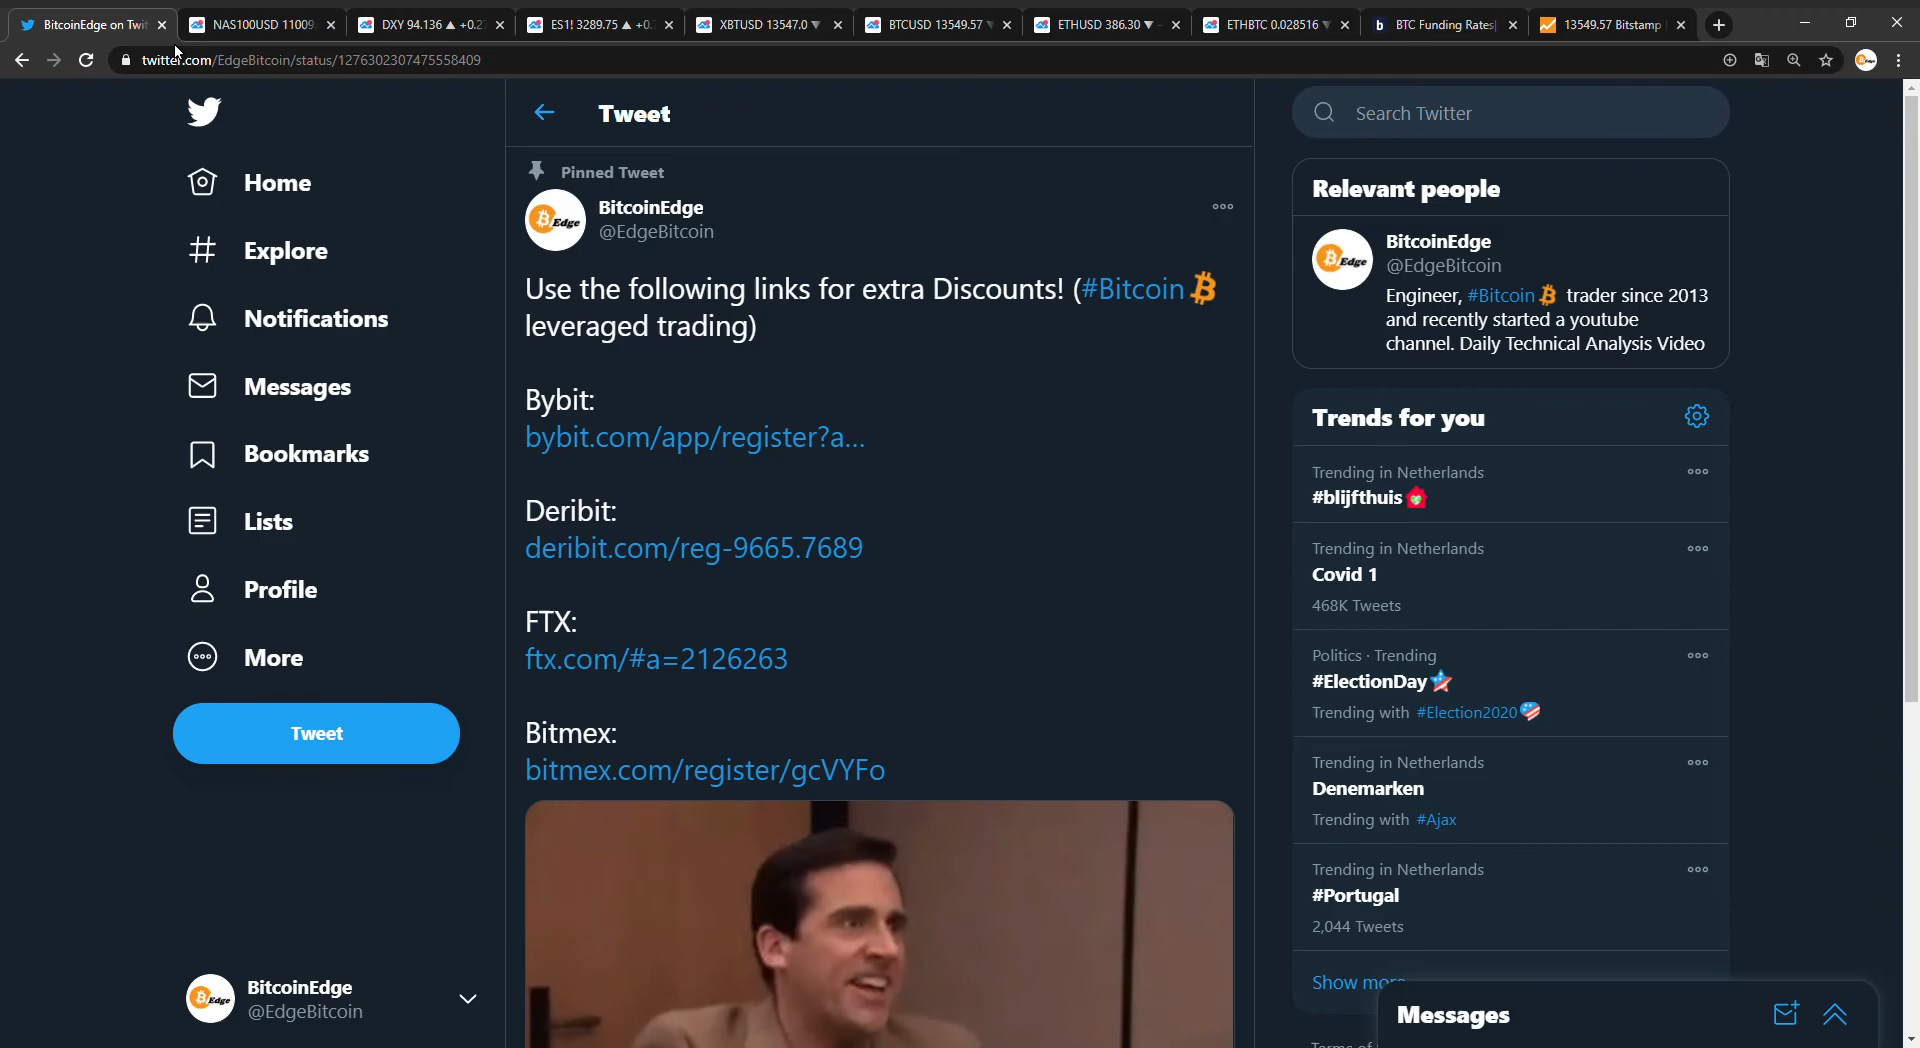 BitcoinEdge on Twit
NAS100USD 11009
DXY 94.136 ▲ +0.2
ES1! 3289.75 ▲ +0.
XBTUSD 13547.0 ▼
BTCUSD 13549.57 ▼
ETHUSD 386.30 ▼ −
ETHBTC 0.028516 ▼
b BTC Funding Rates|
13549.57 Bitstamp
twitter.com/EdgeBitcoin/status/1276302307475558409
Home
Explore
Notifications
Messages
Bookmarks
Lists
Profile
More
Tweet
BitcoinEdge
@EdgeBitcoin
Tweet
Pinned Tweet
Edge
BitcoinEdge
@EdgeBitcoin
Use the following links for extra Discounts! (#Bitcoin
leveraged trading)
Bybit:
bybit.com/app/register?a...
Deribit:
deribit.com/reg-9665.7689
FTX:
ftx.com/#a=2126263
Bitmex:
bitmex.com/register/gcVYFo
Search Twitter
Relevant people
Edge
BitcoinEdge
@EdgeBitcoin
Engineer, #Bitcoin trader since 2013
and recently started a youtube
channel. Daily Technical Analysis Video
Trends for you
Trending in Netherlands
#blijfthuis
Trending in Netherlands
Covid 1
468K Tweets
Politics · Trending
#ElectionDay
Trending with #Election2020
Trending in Netherlands
Denemarken
Trending with #Ajax
Trending in Netherlands
#Portugal
2,044 Tweets
Show more
Messages
Terms of